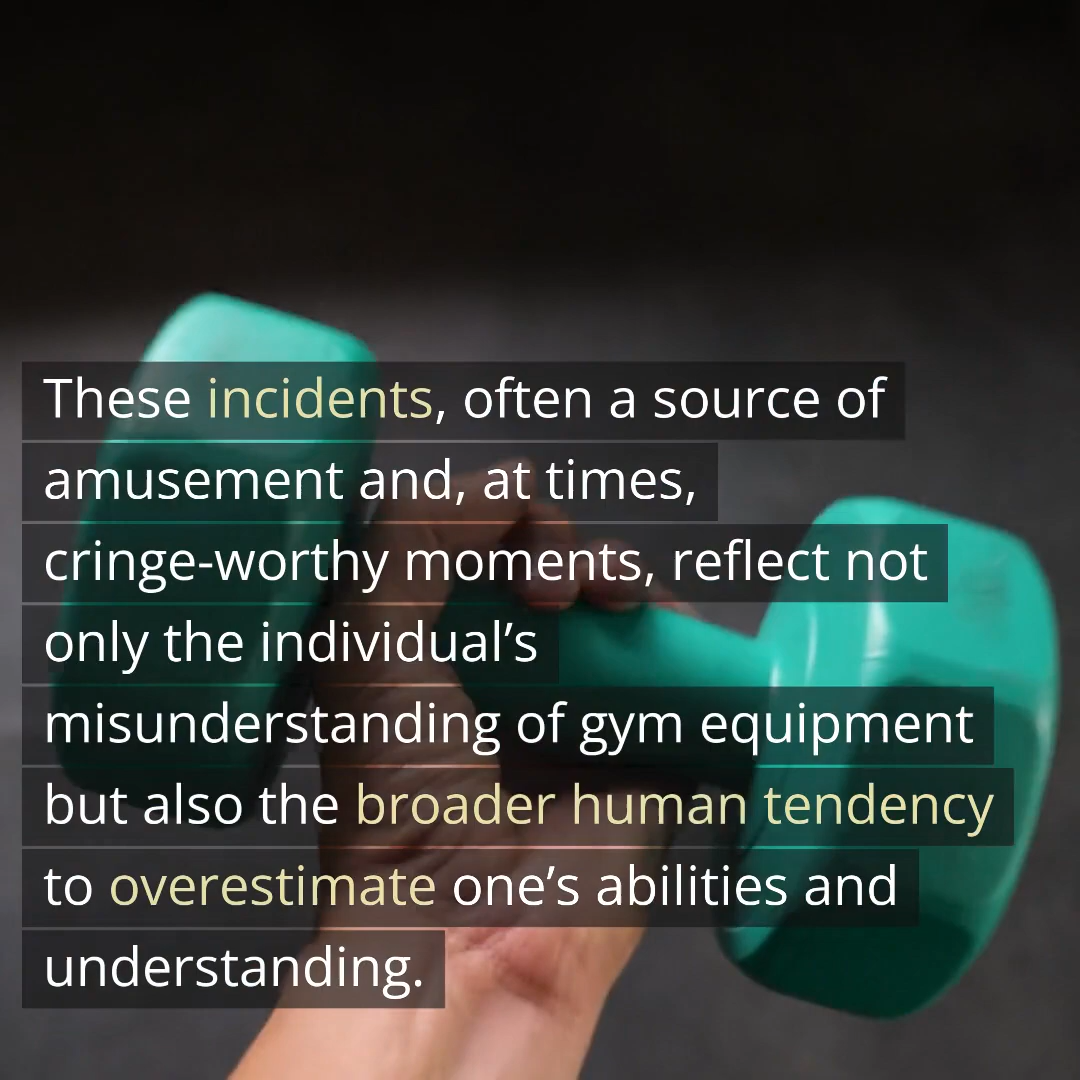 These incidents, often a source of
amusement and, at times,
cringe-worthy moments, reflect not
only the individual’s
misunderstanding of gym equipment
but also the broader human tendency
to overestimate one’s abilities and
understanding.